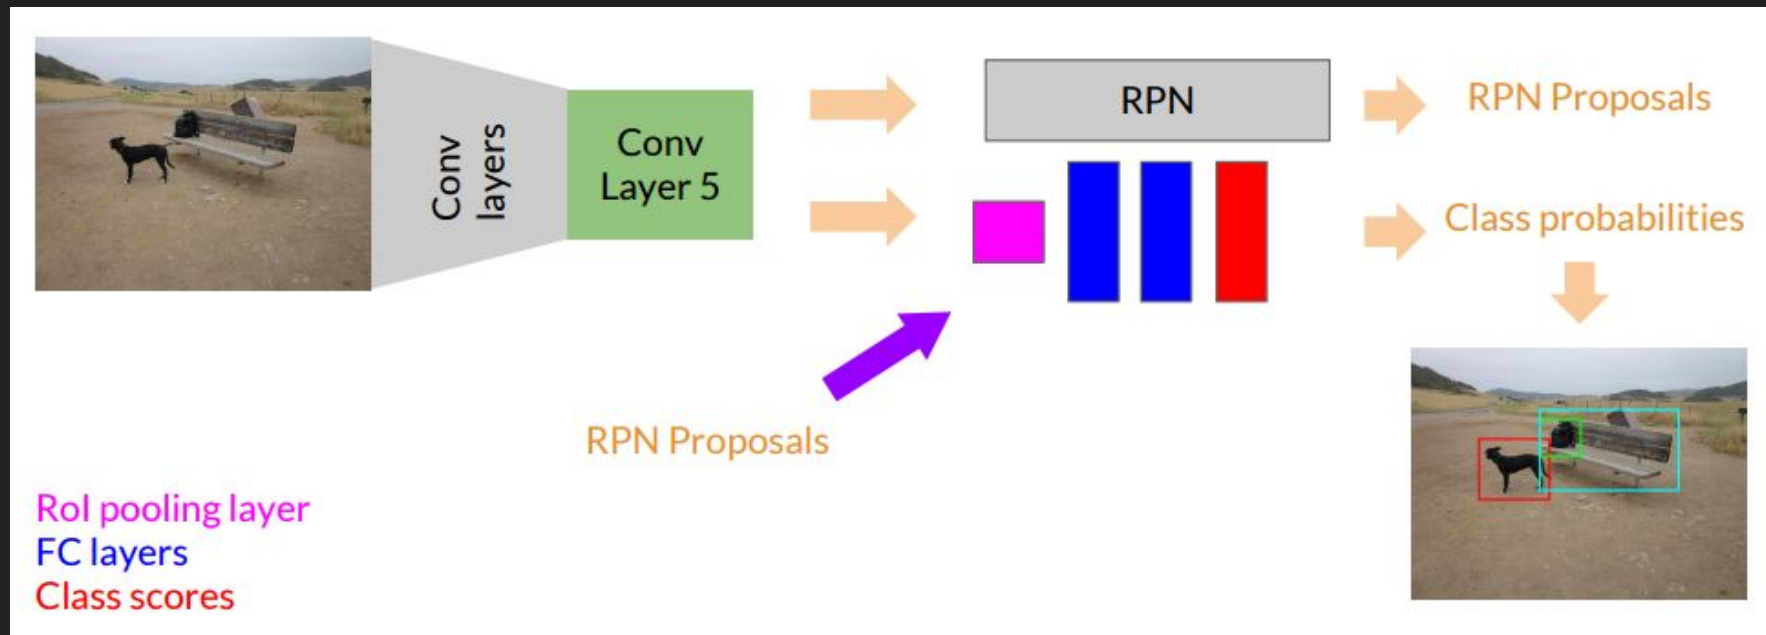 Conv
layers
Conv
Layer 5
RPN
RPN Proposals
Class probabilities
RPN Proposals
RoI pooling layer
FC layers
Class scores